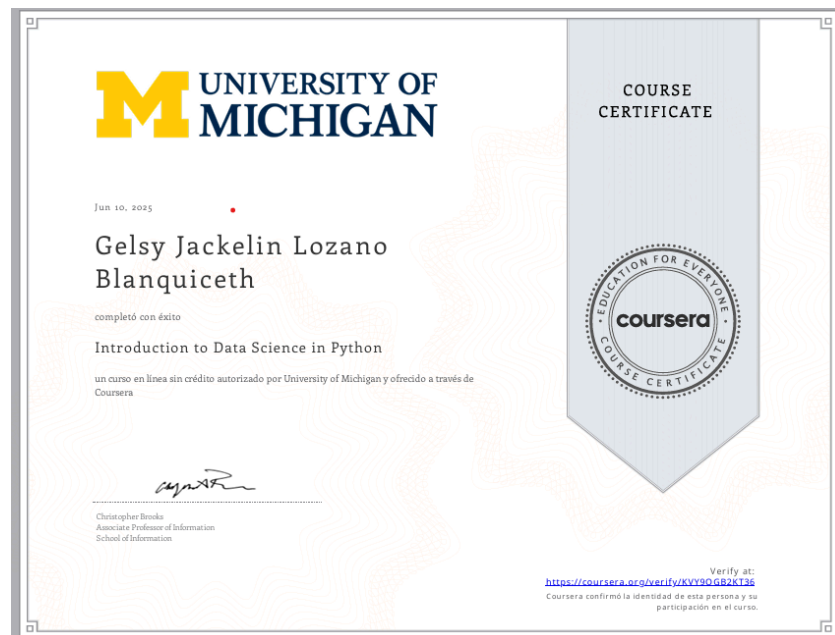 UNIVERSITY OF
MICHIGAN
COURSE
CERTIFICATE
Jun 10, 2025
Gelsy Jackelin Lozano
Blanquiceth
completó con éxito
Introduction to Data Science in Python
un curso en línea sin crédito autorizado por University of Michigan y ofrecido a través de
Coursera
EDUCATION FOR EVERYONE
coursera
COURSE CERTIFICATE
Christopher Brooks
Associate Professor of Information
School of Information
Verify at:
https://coursera.org/verify/KVY9OGB2KT36
Coursera confirmó la identidad de esta persona y su
participación en el curso.